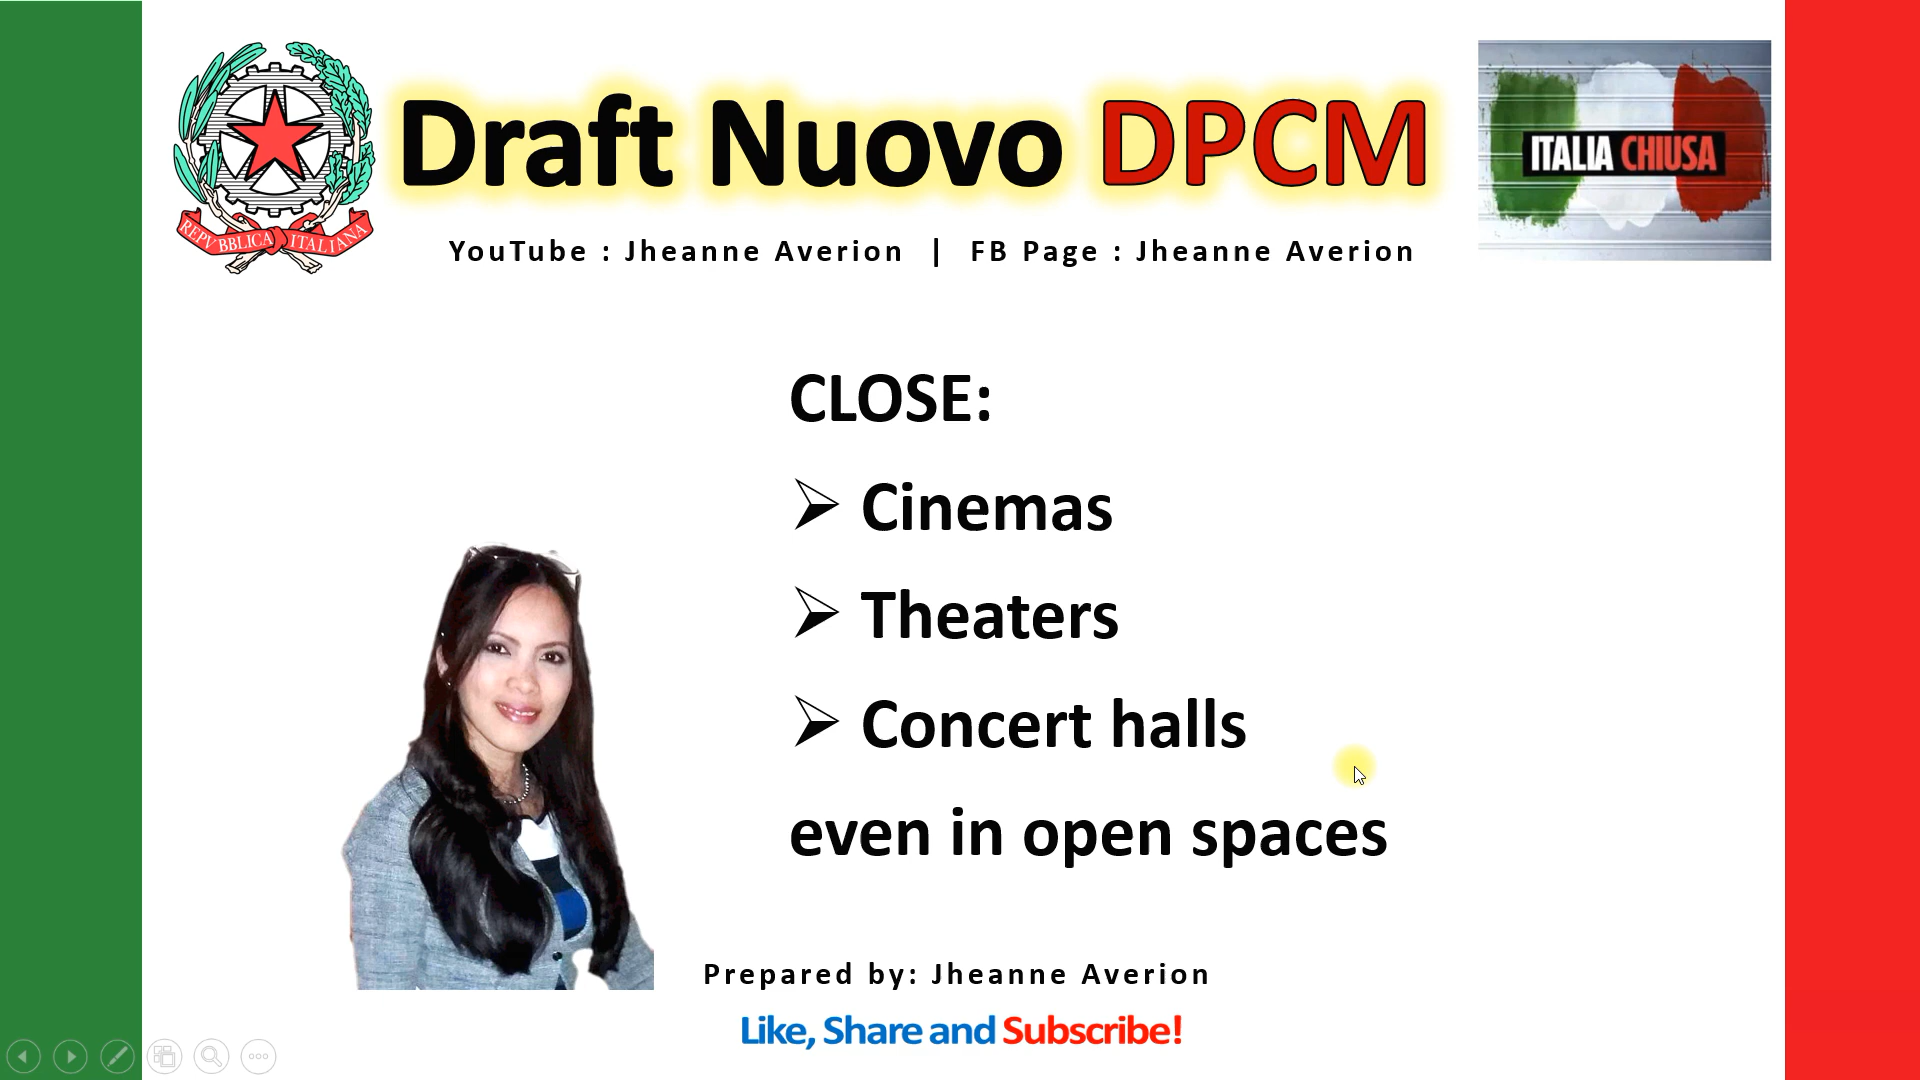 Draft Nuovo DPCM
ITALIA CHIUSA
REPVBBLICA ITALIANA
YouTube : Jheanne Averion | FB Page : Jheanne Averion
CLOSE:
Cinemas
Theaters
Concert halls
even in open spaces
Prepared by: Jheanne Averion
Like, Share and Subscribe!